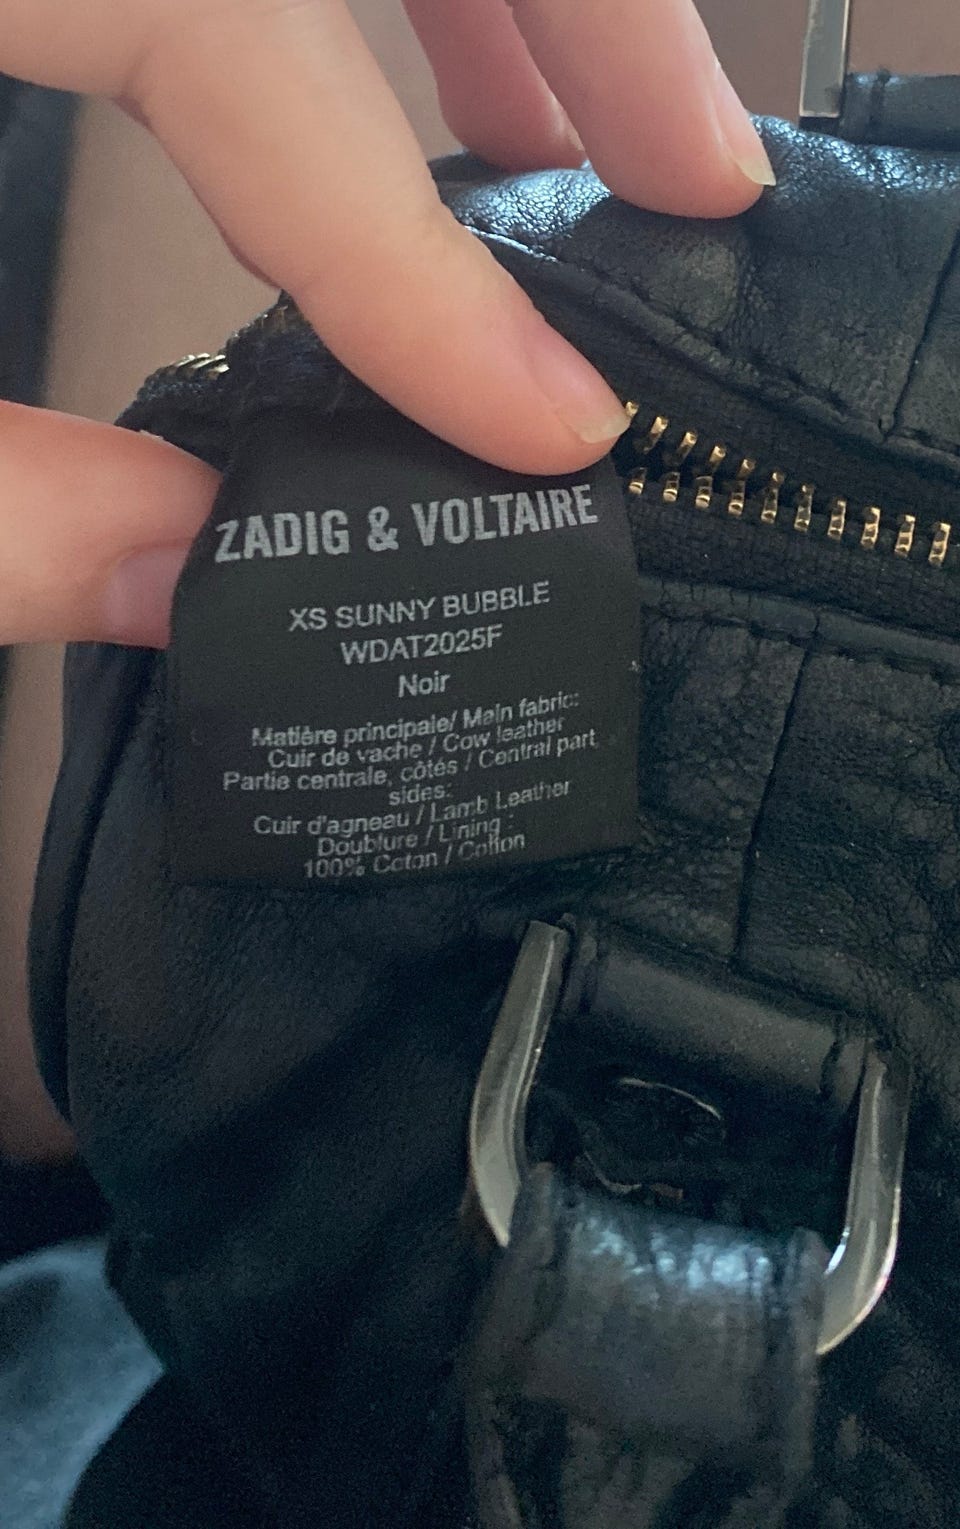 ZADIG & VOLTAIRE
XS SUNNY BUBBLE
WDAT2025F
Noir
Matière principale/ Main fabric:
Cuir de vache / Cow leather
Partie centrale, côtés / Central part,
sides:
Cuir d'agneau / Lamb Leather
Doublure / Lining :
100% Coton / Cotton